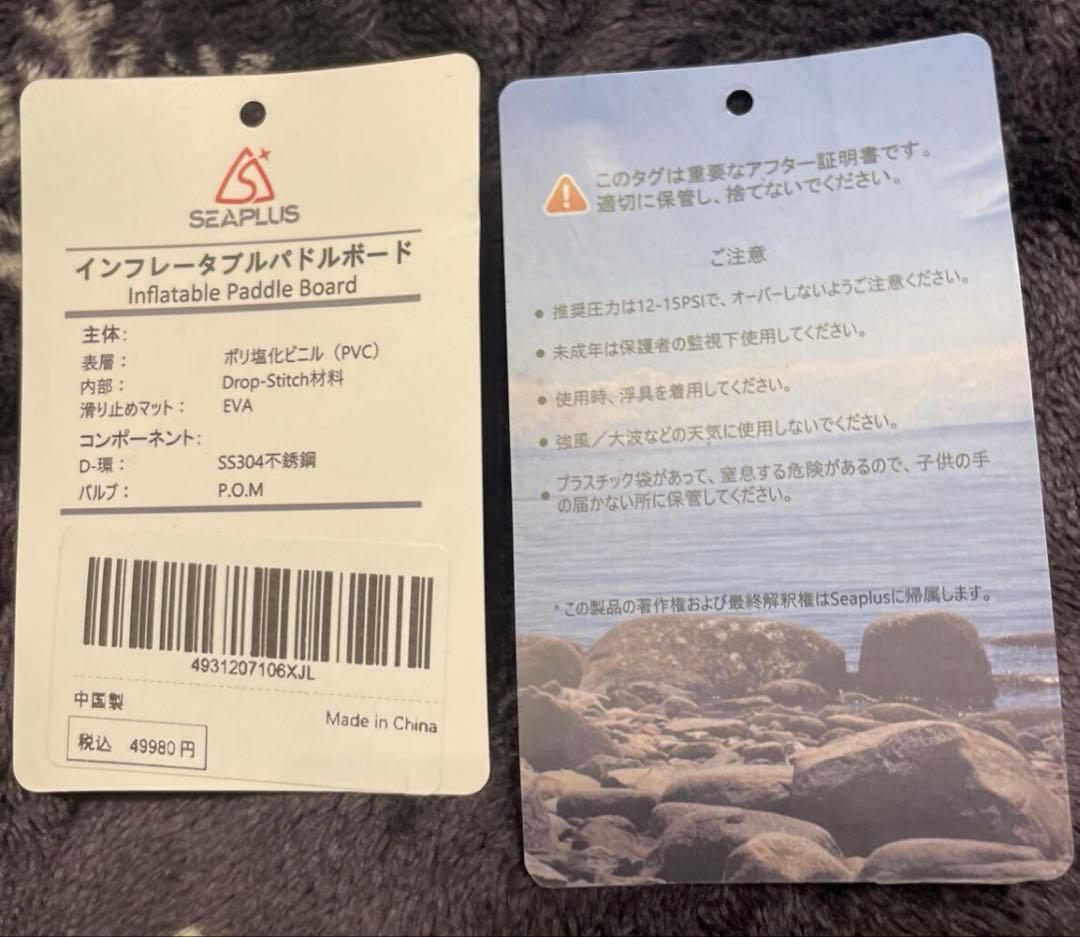 SEAPLUS
インフレータブルパドルボード
Inflatable Paddle Board
主体：
表層： ポリ塩化ビニル（PVC）
内部： Drop-Stitch材料
滑り止めマット： EVA
コンポーネント：
D-環： SS304不銹鋼
バルブ： P.O.M
4931207106XJL
中国製
Made in China
税込 49980円
このタグは重要なアフター証明書です。
適切に保管し、捨てないでください。
ご注意
● 推奨圧力は12-15PSIで、オーバーしないようご注意ください。
● 未成年は保護者の監視下使用してください。
● 使用時、浮具を着用してください。
● 強風／大波などの天気に使用しないでください。
● プラスチック袋があって、窒息する危険があるので、子供の手
の届かない所に保管してください。
* この製品の著作権および最終解釈権はSeaplusに帰属します。